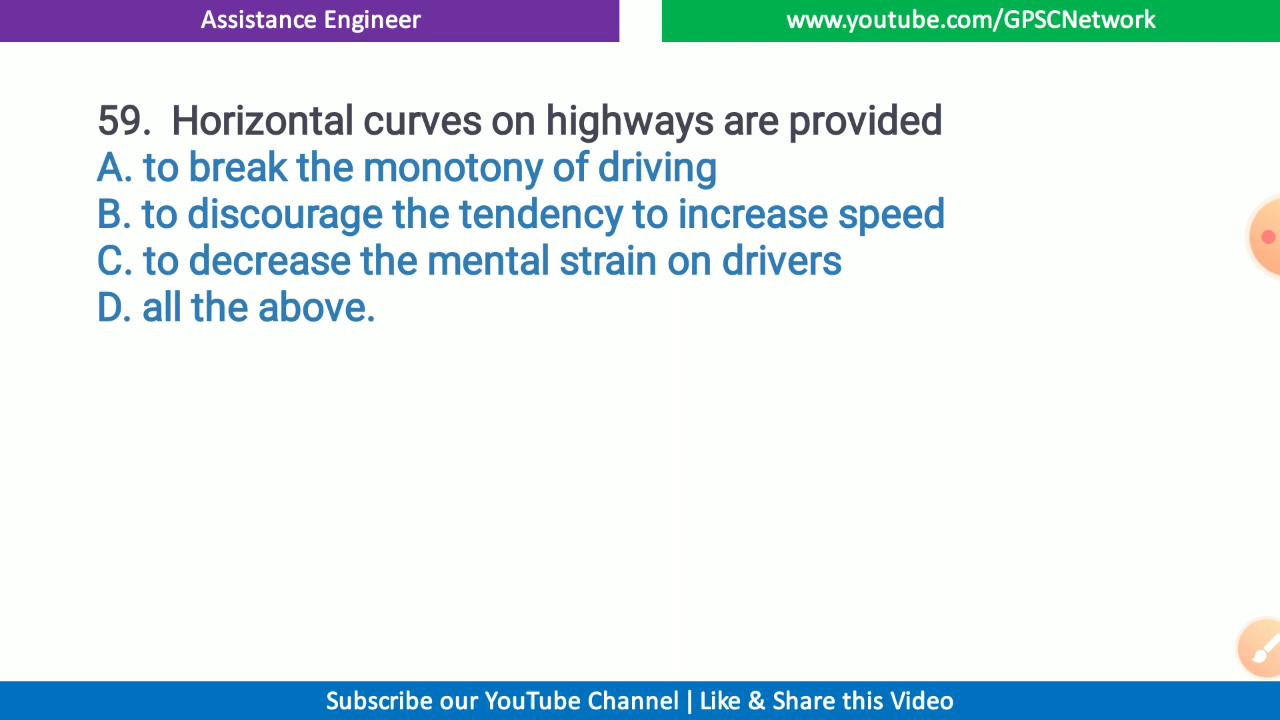 Assistance Engineer
www.youtube.com/GPSCNetwork
59. Horizontal curves on highways are provided
A. to break the monotony of driving
B. to discourage the tendency to increase speed
C. to decrease the mental strain on drivers
D. all the above.
Subscribe our YouTube Channel | Like & Share this Video